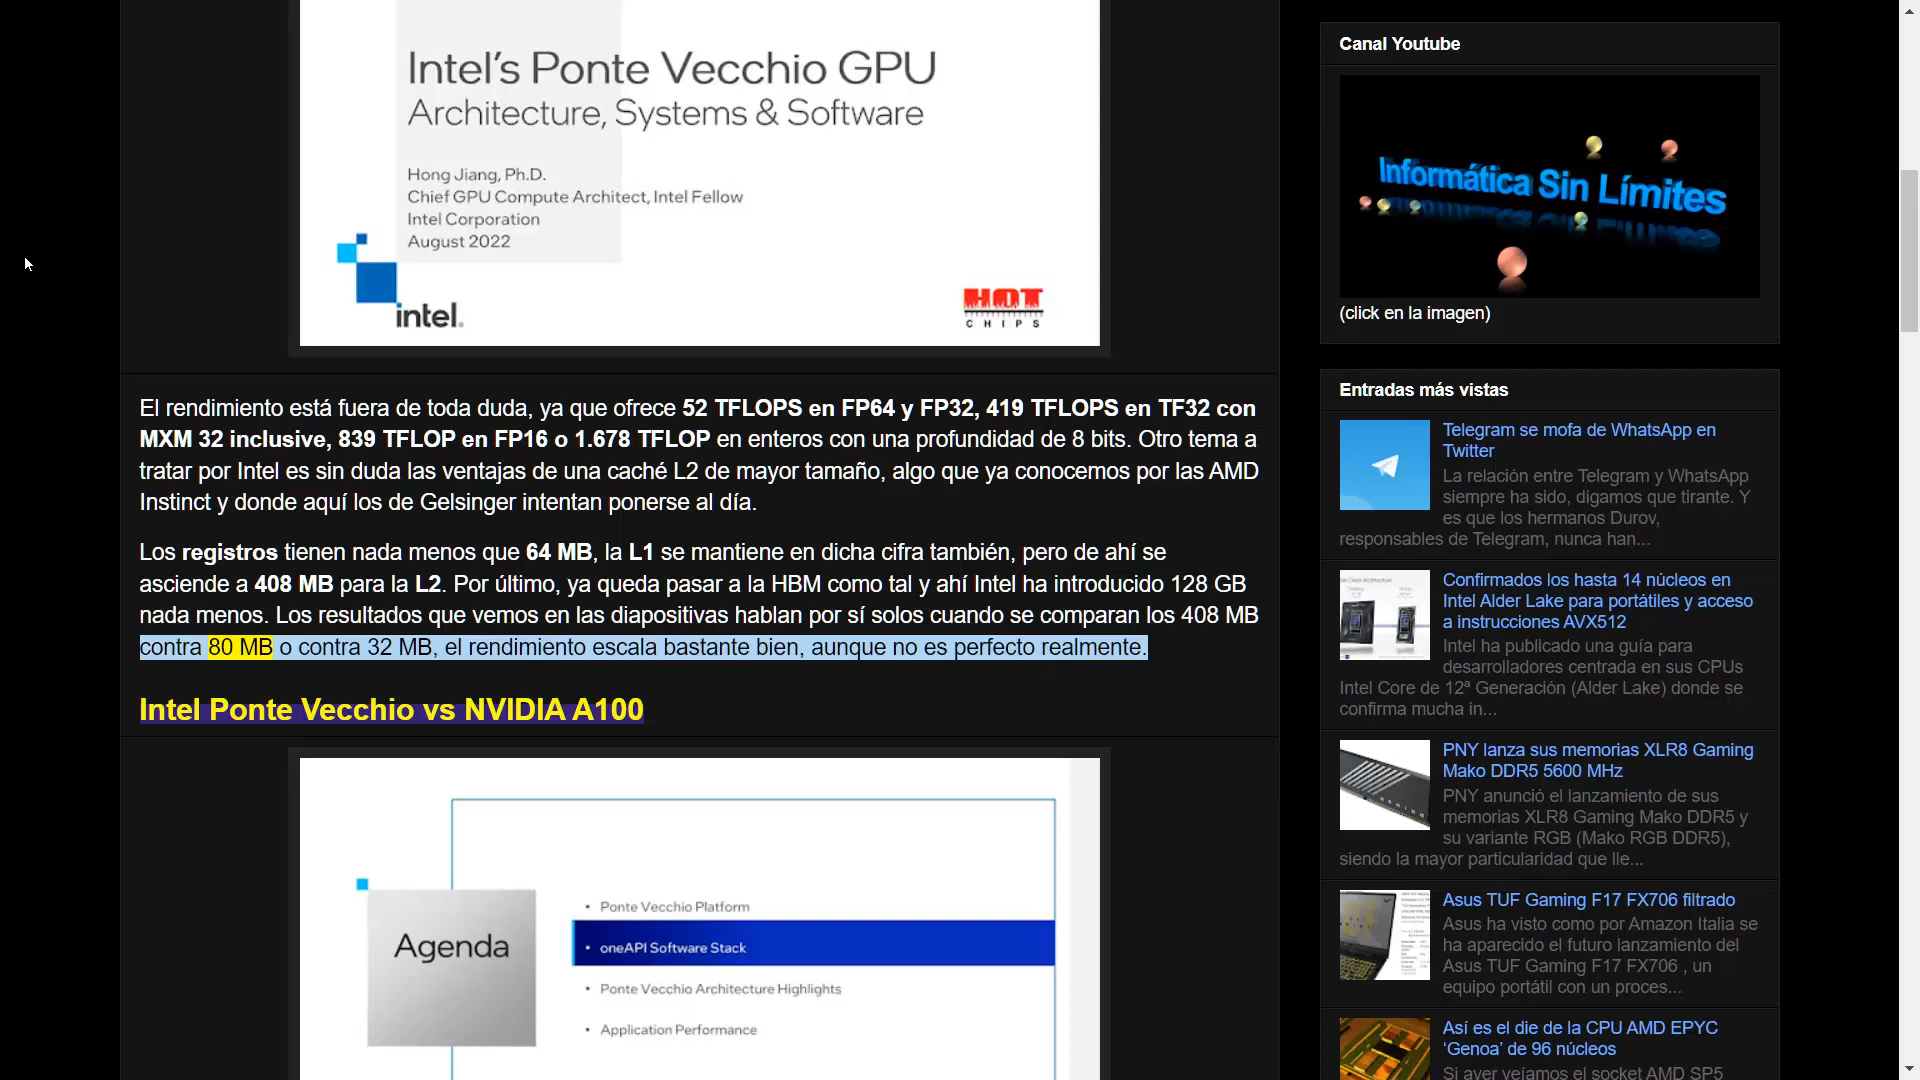 Intel's Ponte Vecchio GPU
Architecture, Systems & Software
Hong Jiang, Ph.D.
Chief GPU Compute Architect, Intel Fellow
Intel Corporation
August 2022
intel.
HOT
CHIPS
El rendimiento está fuera de toda duda, ya que ofrece 52 TFLOPS en FP64 y FP32, 419 TFLOPS en TF32 con
MXM 32 inclusive, 839 TFLOP en FP16 o 1.678 TFLOP en enteros con una profundidad de 8 bits. Otro tema a
tratar por Intel es sin duda las ventajas de una caché L2 de mayor tamaño, algo que ya conocemos por las AMD
Instinct y donde aquí los de Gelsinger intentan ponerse al día.
Los registros tienen nada menos que 64 MB, la L1 se mantiene en dicha cifra también, pero de ahí se
asciende a 408 MB para la L2. Por último, ya queda pasar a la HBM como tal y ahí Intel ha introducido 128 GB
nada menos. Los resultados que vemos en las diapositivas hablan por sí solos cuando se comparan los 408 MB
contra 80 MB o contra 32 MB, el rendimiento escala bastante bien, aunque no es perfecto realmente.
Intel Ponte Vecchio vs NVIDIA A100
Agenda
• Ponte Vecchio Platform
• oneAPI Software Stack
• Ponte Vecchio Architecture Highlights
• Application Performance
Canal Youtube
Informática Sin Límites
(click en la imagen)
Entradas más vistas
Telegram se mofa de WhatsApp en
Twitter
La relación entre Telegram y WhatsApp
siempre ha sido, digamos que tirante. Y
es que los hermanos Durov,
responsables de Telegram, nunca han...
Confirmados los hasta 14 núcleos en
Intel Alder Lake para portátiles y acceso
a instrucciones AVX512
Intel ha publicado una guía para
desarrolladores centrada en sus CPUs
Intel Core de 12ª Generación (Alder Lake) donde se
confirma mucha in...
PNY lanza sus memorias XLR8 Gaming
Mako DDR5 5600 MHz
PNY anunció el lanzamiento de sus
memorias XLR8 Gaming Mako DDR5 y
su variante RGB (Mako RGB DDR5),
siendo la mayor particularidad que lle...
Asus TUF Gaming F17 FX706 filtrado
Asus ha visto como por Amazon Italia se
ha aparecido el futuro lanzamiento del
Asus TUF Gaming F17 FX706 , un
equipo portátil con un proces...
Así es el die de la CPU AMD EPYC
'Genoa' de 96 núcleos
Si ayer veíamos el socket AMD SP5